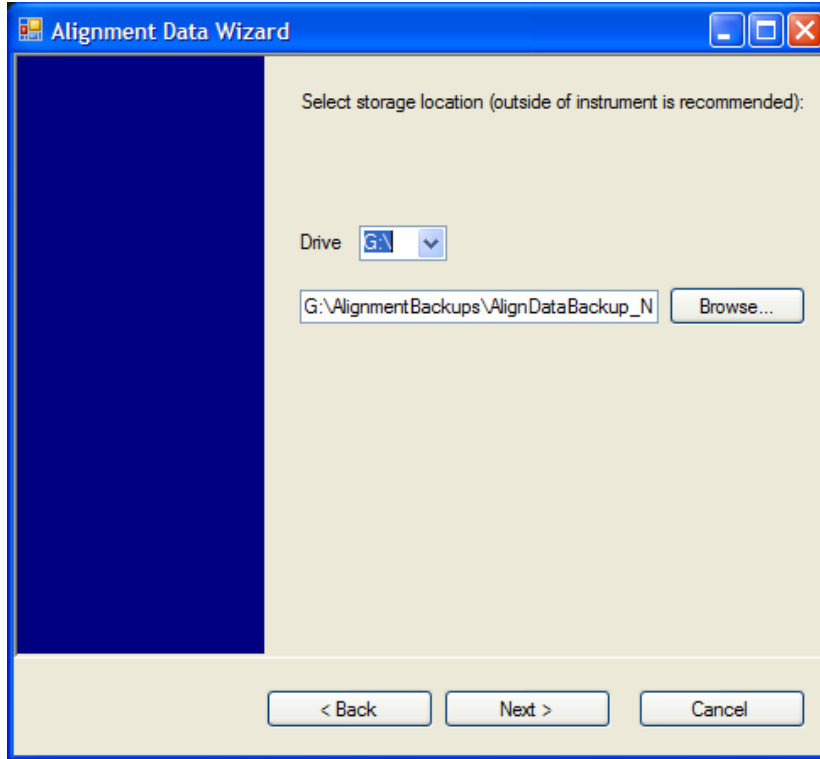 Alignment Data Wizard
Select storage location (outside of instrument is recommended):
Drive G:\
G:\AlignmentBackups\AlignDataBackup_N Browse...
< Back Next > Cancel